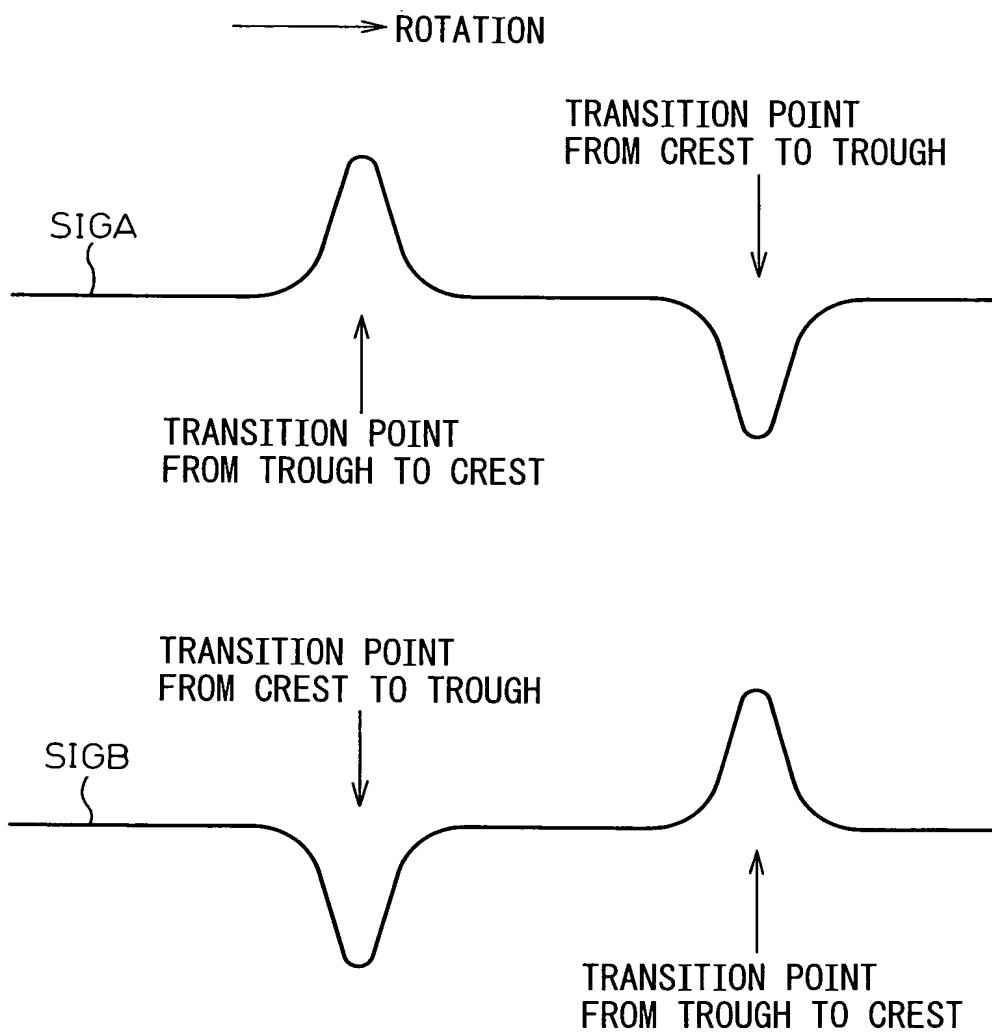 ROTATION
TRANSITION POINT
FROM CREST TO TROUGH
SIGA
TRANSITION POINT
FROM TROUGH TO CREST
TRANSITION POINT
FROM CREST TO TROUGH
SIGB
TRANSITION POINT
FROM TROUGH TO CREST